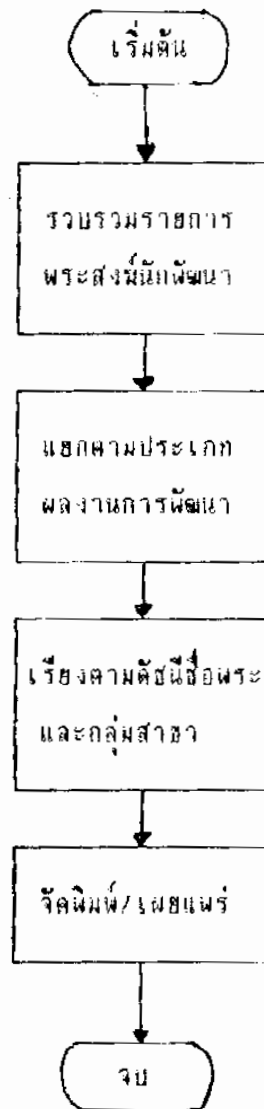 เริ่มต้น
รวบรวมรายการ
พระสงฆ์นักพัฒนา
แยกตามประเภท
ผลงานการพัฒนา
เรียงตามดัชนีชื่อพระ
และกลุ่มสาขา
จัดพิมพ์/เผยแพร่
จบ